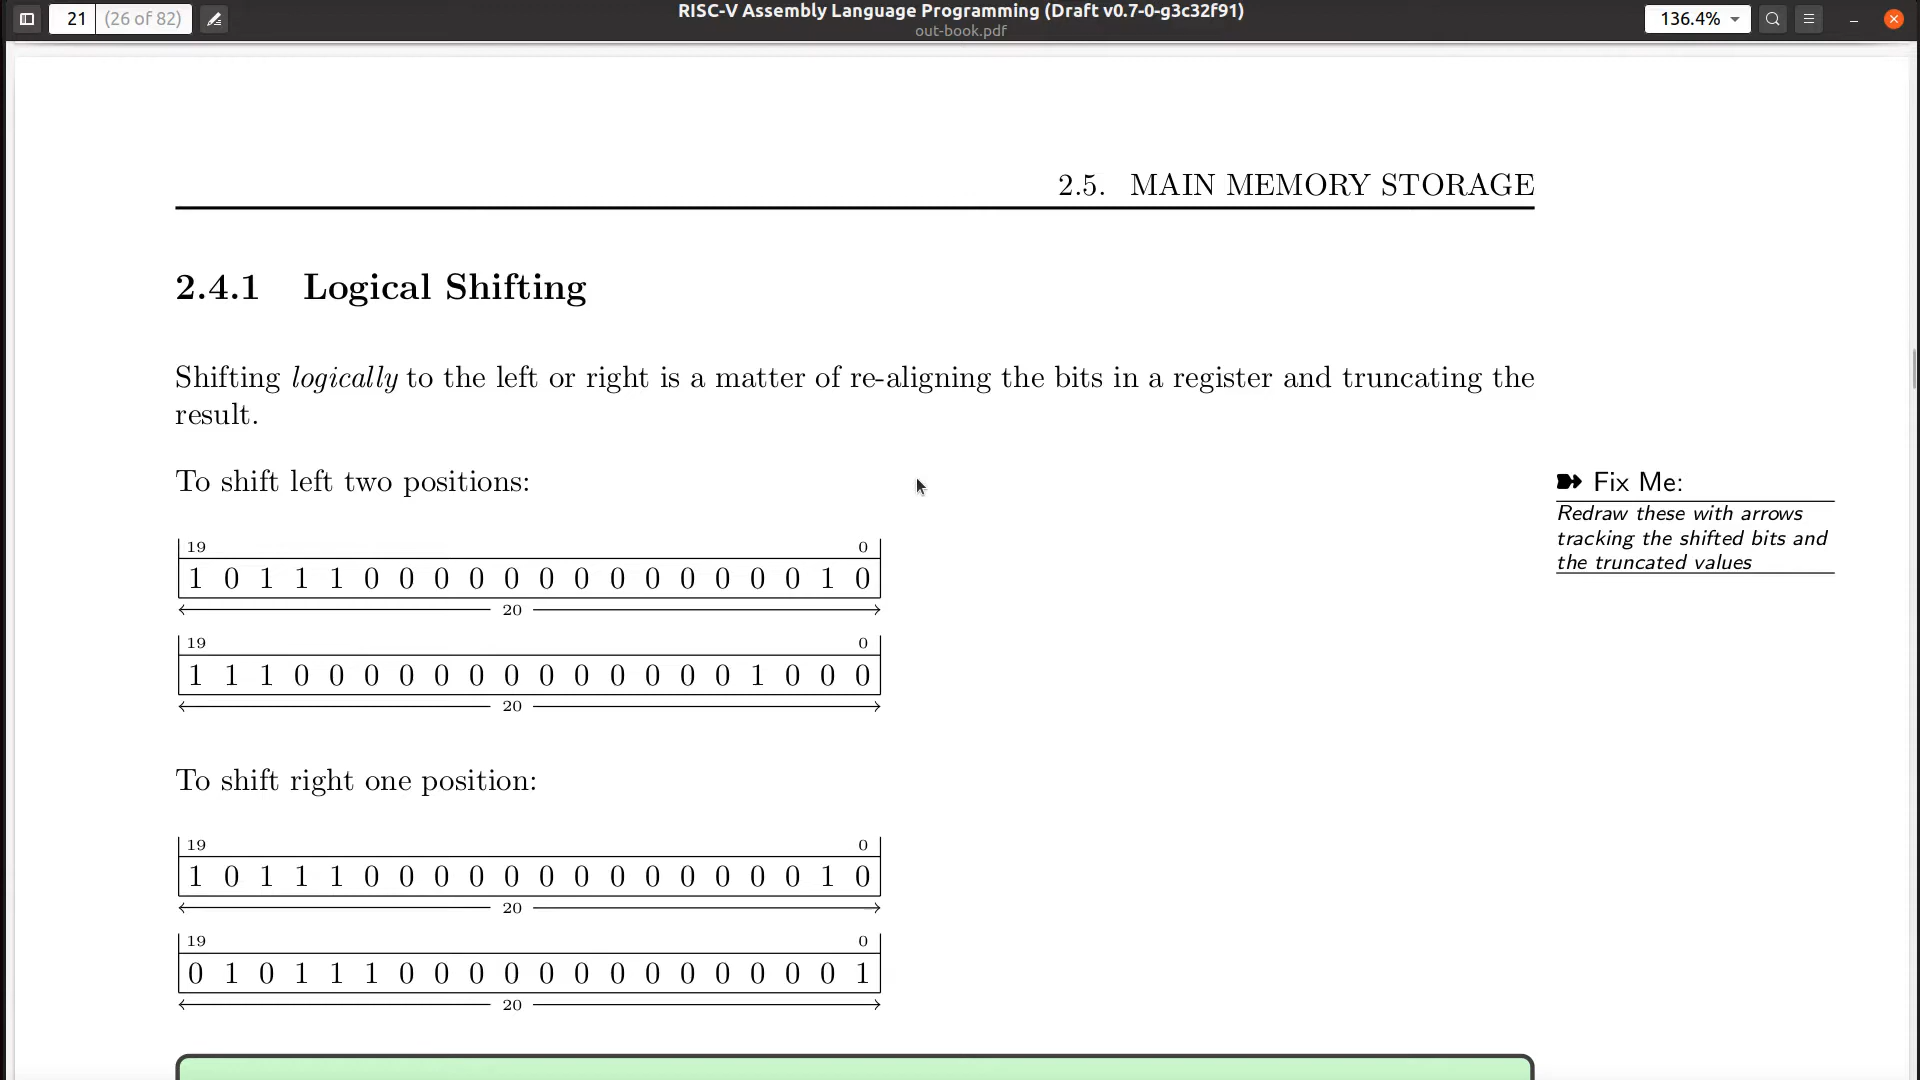 21 (26 of 82)
RISC-V Assembly Language Programming (Draft v0.7-0-g3c32f91)
out-book.pdf
136.4%
2.5. MAIN MEMORY STORAGE
2.4.1 Logical Shifting
Shifting logically to the left or right is a matter of re-aligning the bits in a register and truncating the
result.
To shift left two positions:
Fix Me:
Redraw these with arrows
tracking the shifted bits and
the truncated values
19 0
1 0 1 1 1 0 0 0 0 0 0 0 0 0 0 0 0 0 1 0
20
19 0
1 1 1 0 0 0 0 0 0 0 0 0 0 0 0 0 1 0 0 0
20
To shift right one position:
19 0
1 0 1 1 1 0 0 0 0 0 0 0 0 0 0 0 0 0 1 0
20
19 0
0 1 0 1 1 1 0 0 0 0 0 0 0 0 0 0 0 0 0 1
20